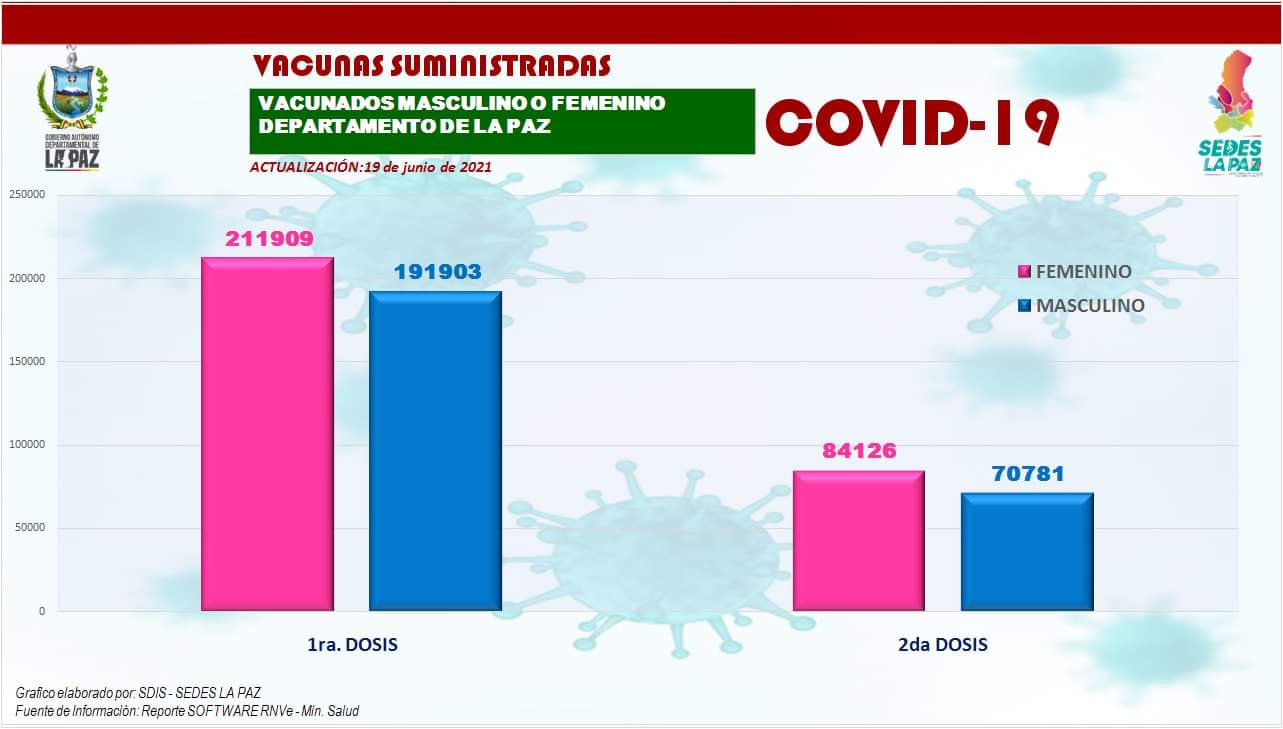 VACUNAS SUMINISTRADAS
VACUNADOS MASCULINO O FEMENINO
DEPARTAMENTO DE LA PAZ
COVID-19
ACTUALIZACIÓN:19 de junio de 2021
GOBIERNO AUTÓNOMO
DEPARTAMENTAL DE
LA PAZ
SEDES
LA PAZ
250000
200000
150000
100000
50000
0
211909
191903
84126
70781
FEMENINO
MASCULINO
1ra. DOSIS
2da DOSIS
Grafico elaborado por: SDIS - SEDES LA PAZ
Fuente de Informaciòn: Reporte SOFTWARE RNVe - Min. Salud